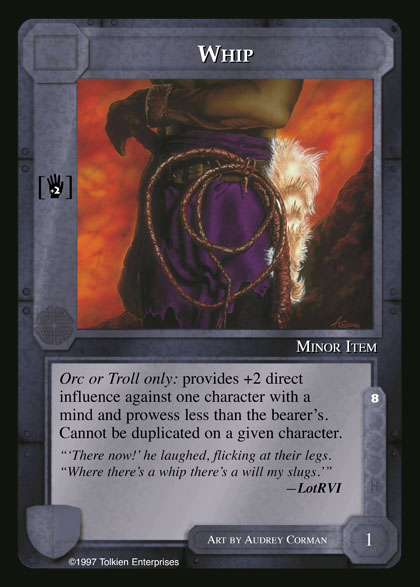 Whip
[+2]
Minor Item
Orc or Troll only: provides +2 direct
influence against one character with a
mind and prowess less than the bearer's.
Cannot be duplicated on a given character.
8
"'There now!' he laughed, flicking at their legs.
"Where there's a whip there's a will my slugs.'"
—LotRVI
H
Art by Audrey Corman
1
©1997 Tolkien Enterprises